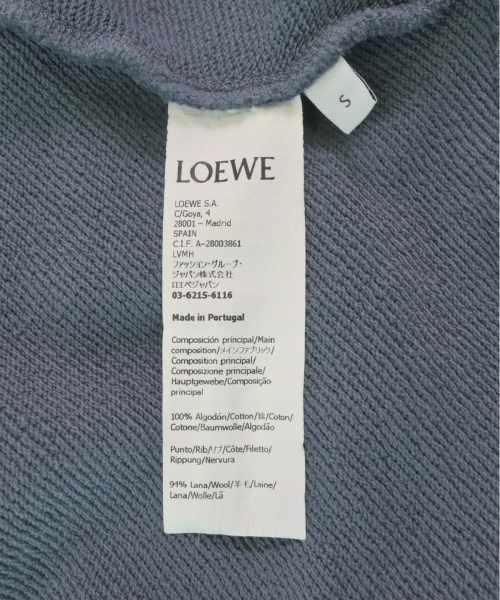 S
LOEWE
LOEWE S.A.
C/Goya, 4
28001 – Madrid
SPAIN
C.I.F. A–28003861
LVMH
ファッション・グループ・
ジャパン株式会社
ロエベジャパン
03-6215-6116
Made in Portugal
Composición principal/Main
composition/メインファブリック/
Composition principal/
Composizione principale/
Hauptgewebe/Composição
principal
100% Algodón/Cotton/綿/Coton/
Cotone/Baumwolle/Algodão
Punto/Rib/リブ/Côte/Filetto/
Rippung/Nervura
94% Lana/Wool/羊毛/Laine/
Lana/Wolle/Lã